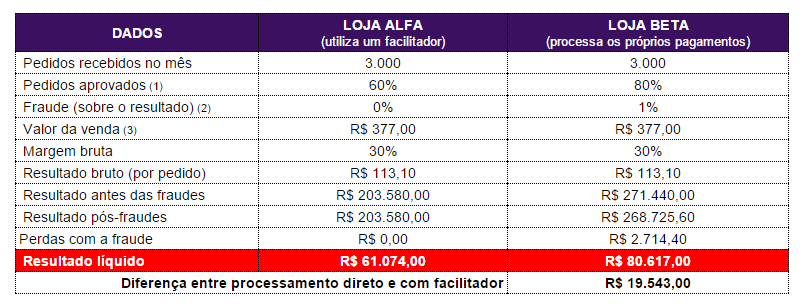 DADOS LOJA ALFA LOJA BETA
(utiliza um facilitador) (processa os próprios pagamentos)
Pedidos recebidos no mês 3.000 3.000
Pedidos aprovados (1) 60% 80%
Fraude (sobre o resultado) (2) 0% 1%
Valor da venda (3) R$ 377,00 R$ 377,00
Margem bruta 30% 30%
Resultado bruto (por pedido) R$ 113,10 R$ 113,10
Resultado antes das fraudes R$ 203.580,00 R$ 271.440,00
Resultado pós-fraudes R$ 203.580,00 R$ 268.725,60
Perdas com a fraude R$ 0,00 R$ 2.714,40
Resultado líquido R$ 61.074,00 R$ 80.617,00
Diferença entre processamento direto e com facilitador R$ 19.543,00